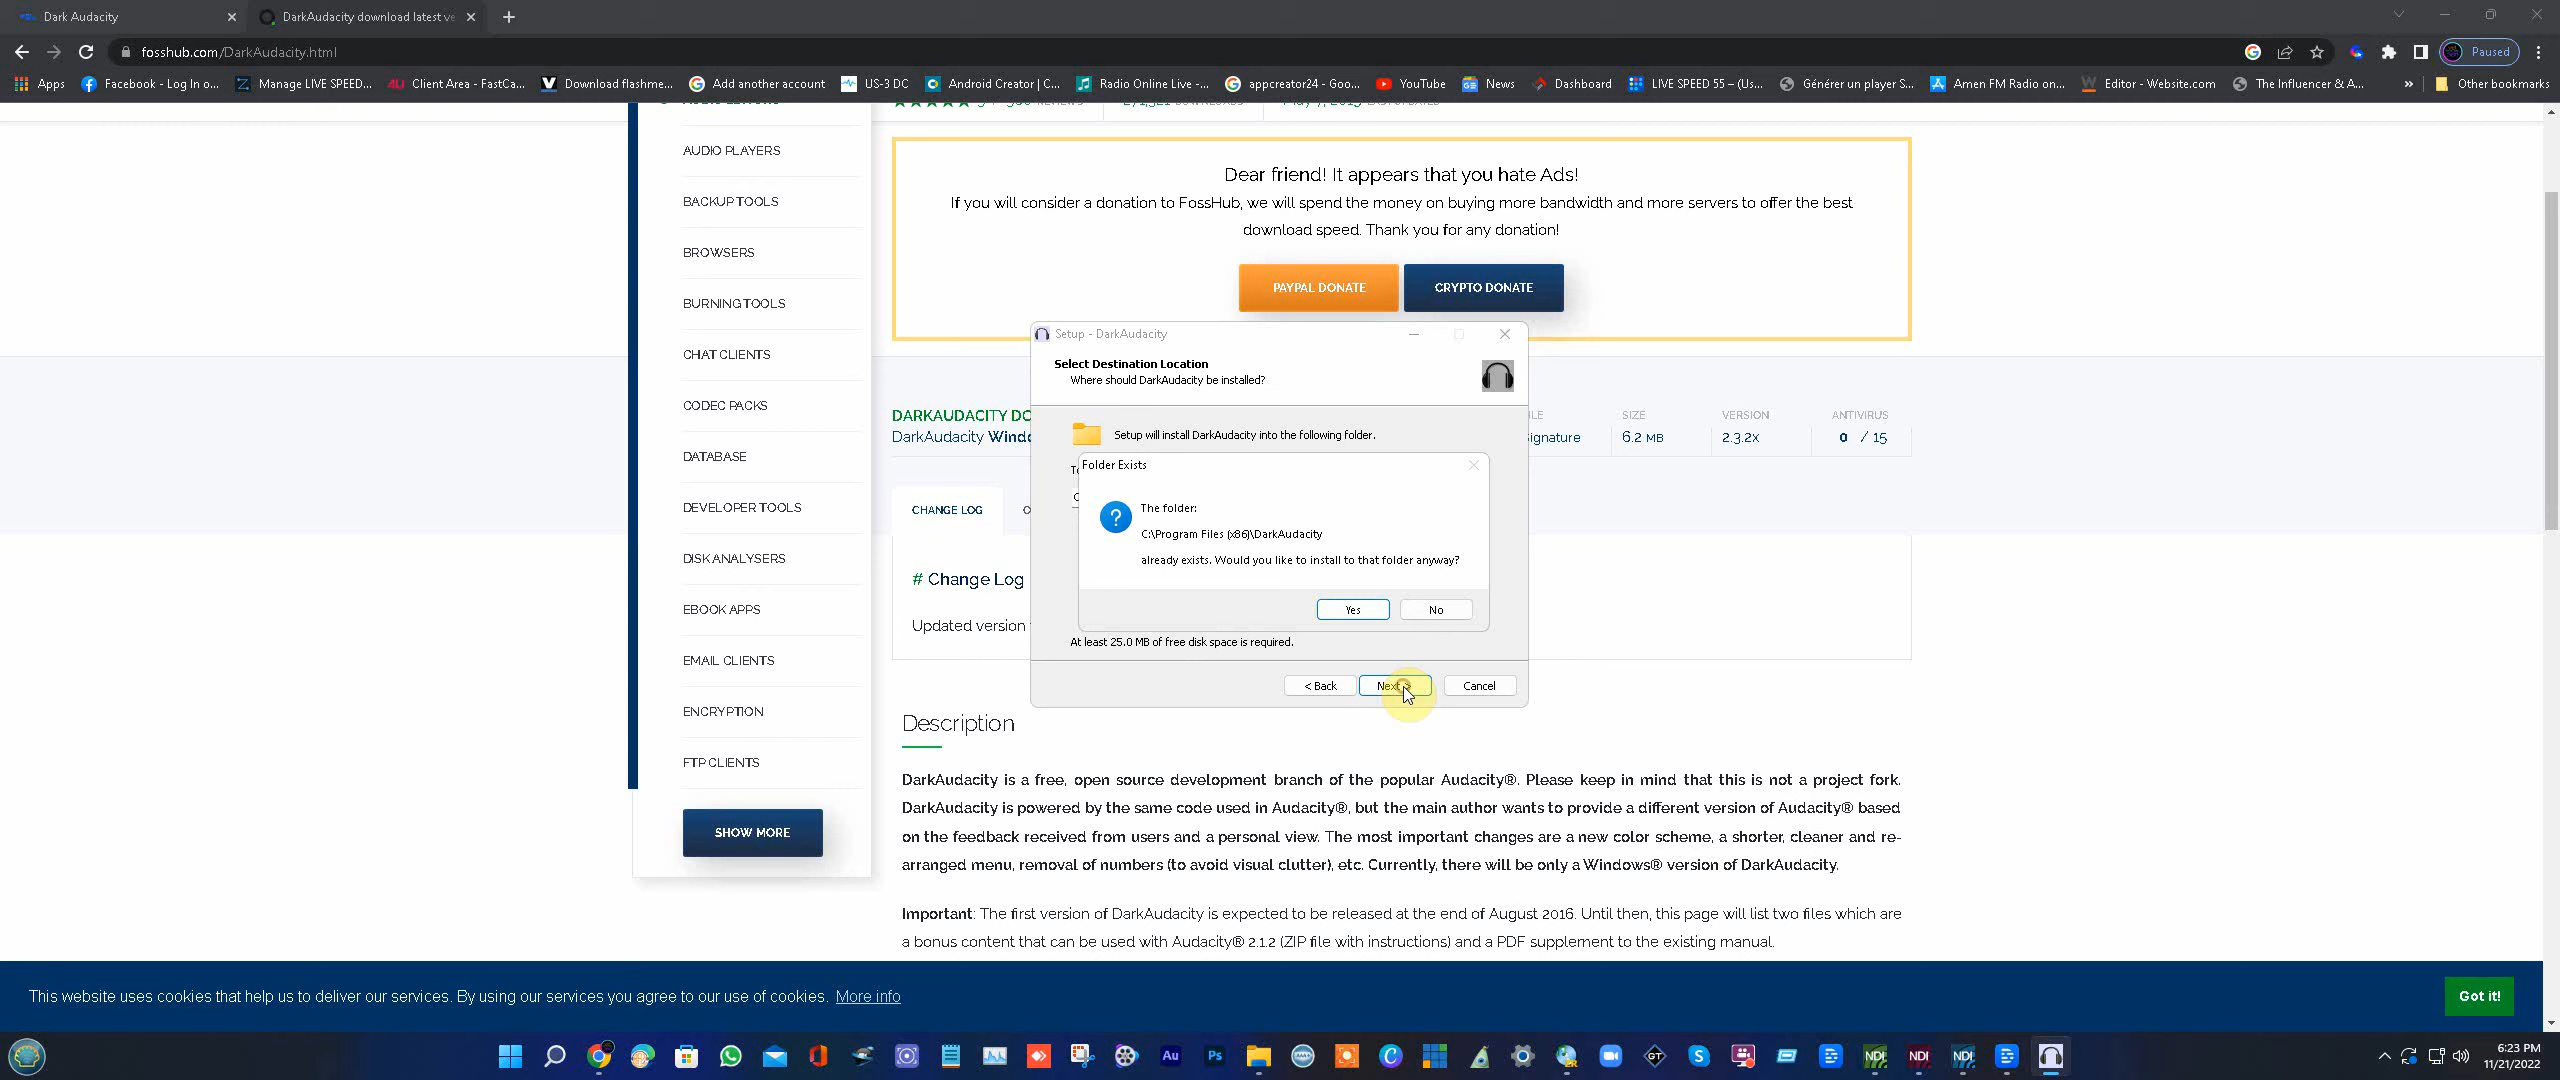 Dark Audacity
DarkAudacity download latest ve
fosshub.com/DarkAudacity.html
Paused
Apps
Facebook - Log In o...
Manage LIVE SPEED...
Client Area - FastCa...
Download flashme...
Add another account
US-3 DC
Android Creator | C...
Radio Online Live -...
appcreator24 - Goo...
YouTube
News
Dashboard
LIVE SPEED 55 – (Us...
Générer un player S...
Amen FM Radio on...
Editor - Website.com
The Influencer & A...
Other bookmarks
AUDIO PLAYERS
BACKUP TOOLS
BROWSERS
BURNING TOOLS
CHAT CLIENTS
CODEC PACKS
DATABASE
DEVELOPER TOOLS
DISK ANALYSERS
EBOOK APPS
EMAIL CLIENTS
ENCRYPTION
FTP CLIENTS
SHOW MORE
Dear friend! It appears that you hate Ads!
If you will consider a donation to FossHub, we will spend the money on buying more bandwidth and more servers to offer the best
download speed. Thank you for any donation!
PAYPAL DONATE
CRYPTO DONATE
DARKAUDACITY DO
DarkAudacity Windo
ignature
SIZE
6.2 MB
VERSION
2.3.2x
ANTIVIRUS
0 / 15
CHANGE LOG
# Change Log
Updated version
Setup - DarkAudacity
Select Destination Location
Where should DarkAudacity be installed?
Setup will install DarkAudacity into the following folder.
Folder Exists
The folder:
C:\Program Files (x86)\DarkAudacity
already exists. Would you like to install to that folder anyway?
Yes
No
At least 25.0 MB of free disk space is required.
< Back
Next >
Cancel
Description
DarkAudacity is a free, open source development branch of the popular Audacity®. Please keep in mind that this is not a project fork.
DarkAudacity is powered by the same code used in Audacity®, but the main author wants to provide a different version of Audacity® based
on the feedback received from users and a personal view. The most important changes are a new color scheme, a shorter, cleaner and re-
arranged menu, removal of numbers (to avoid visual clutter), etc. Currently, there will be only a Windows® version of DarkAudacity.
Important: The first version of DarkAudacity is expected to be released at the end of August 2016. Until then, this page will list two files which are
a bonus content that can be used with Audacity® 2.1.2 (ZIP file with instructions) and a PDF supplement to the existing manual.
This website uses cookies that help us to deliver our services. By using our services you agree to our use of cookies. More info
Got it!
Au
Ps
GT
NDI
NDI
NDI
6:23 PM
11/21/2022